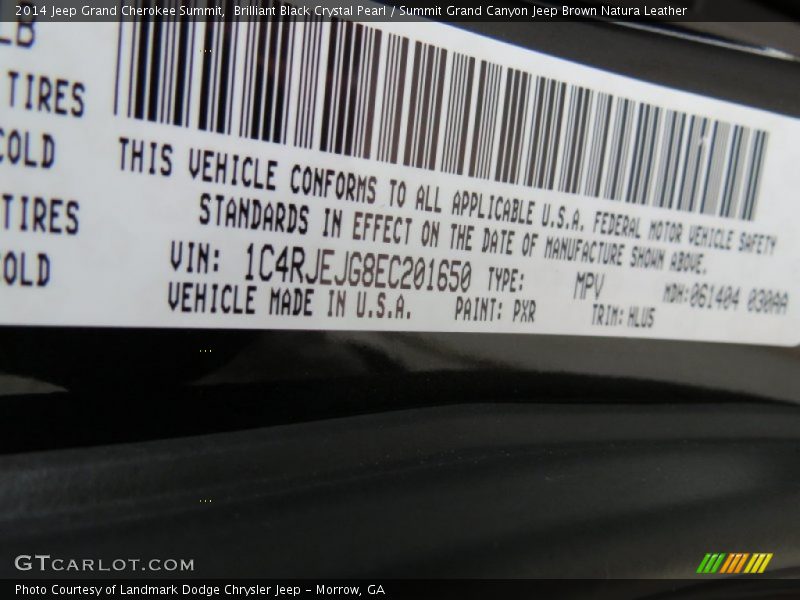 2014 Jeep Grand Cherokee Summit,  Brilliant Black Crystal Pearl / Summit Grand Canyon Jeep Brown Natura Leather
LB
TIRES
COLD
TIRES
COLD
THIS VEHICLE CONFORMS TO ALL APPLICABLE U.S.A. FEDERAL MOTOR VEHICLE SAFETY
STANDARDS IN EFFECT ON THE DATE OF MANUFACTURE SHOWN ABOVE.
VIN: 1C4RJEJG8EC201650 TYPE: MPV MDH:061404 030AA
VEHICLE MADE IN U.S.A. PAINT: PXR TRIM: HLU5
GTCARLOT.COM
Photo Courtesy of Landmark Dodge Chrysler Jeep – Morrow, GA